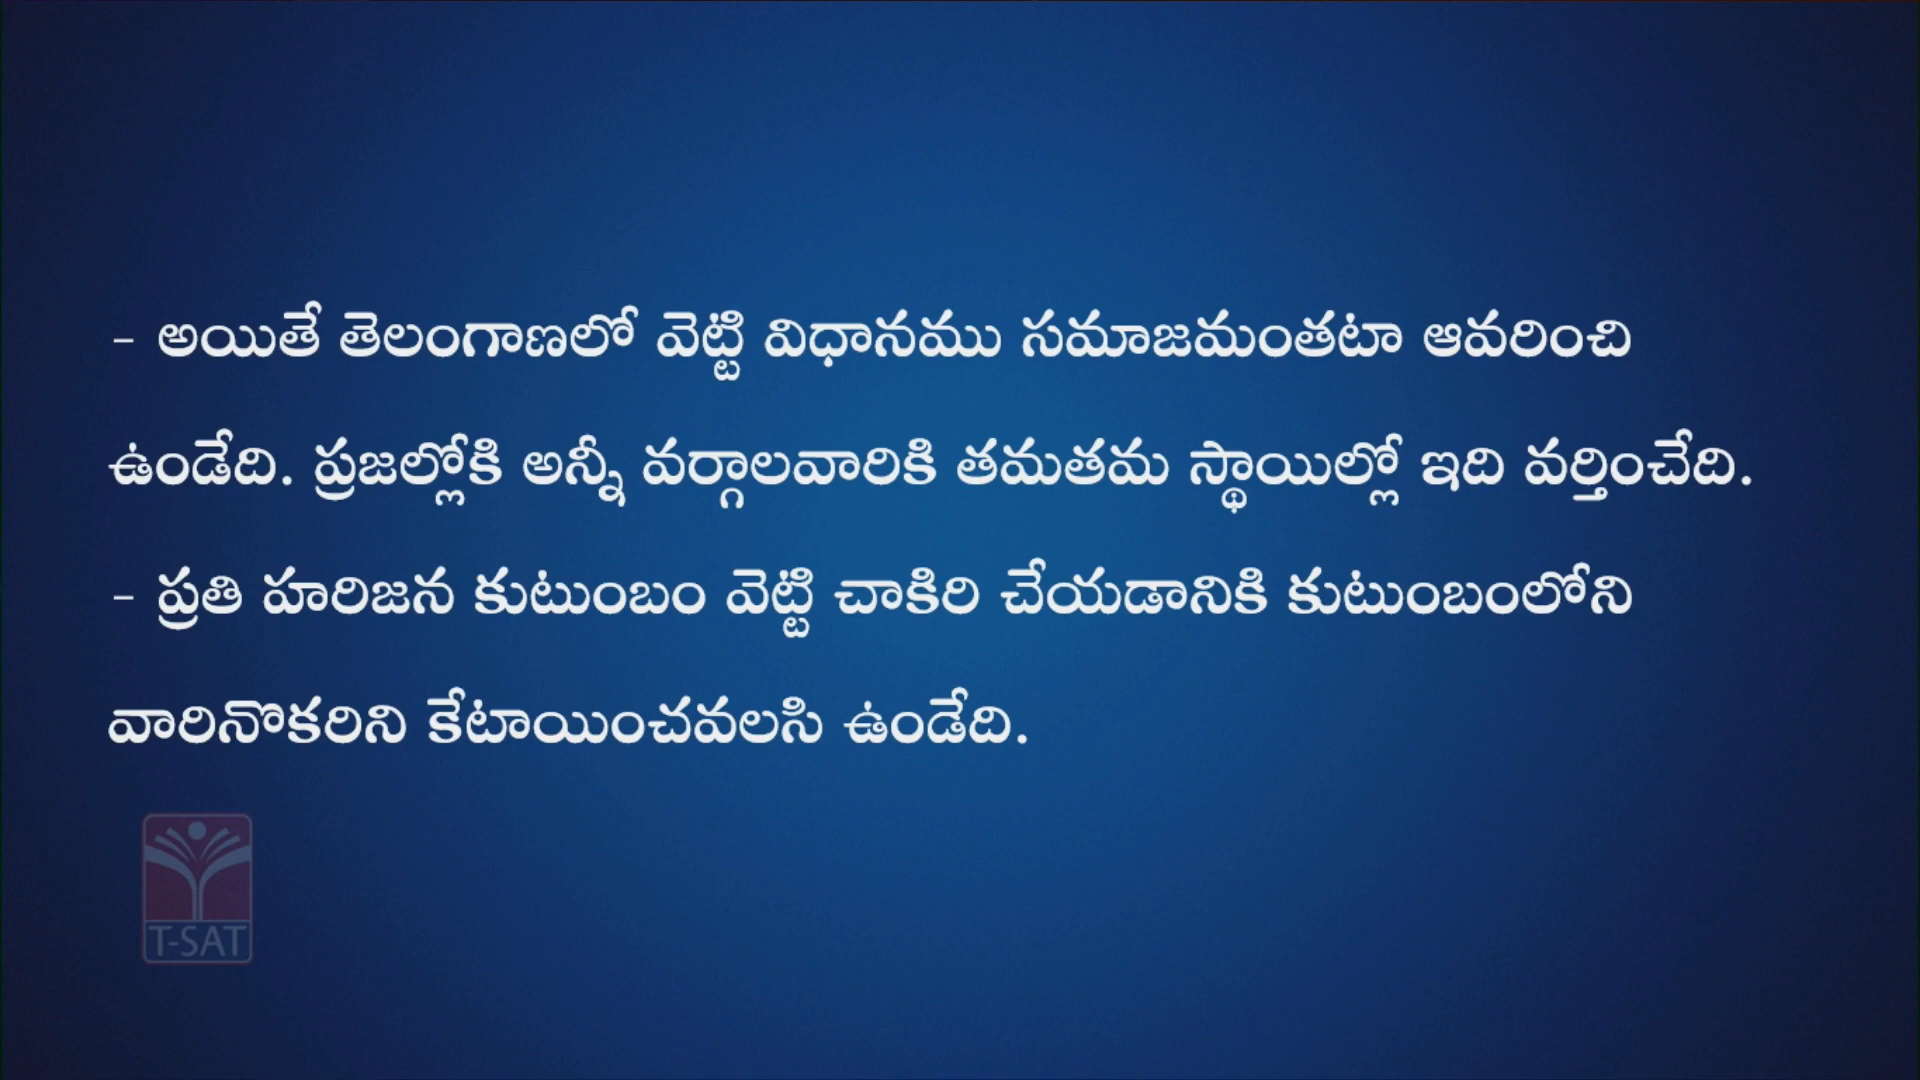 - అయితే తెలంగాణలో వెట్టి విధానము సమాజమంతటా ఆవరించి
ఉండేది. ప్రజల్లోకి అన్నీ వర్గాలవారికి తమతమ స్థాయిల్లో ఇది వర్తించేది.
- ప్రతి హరిజన కుటుంబం వెట్టి చాకిరి చేయడానికి కుటుంబంలోని
వారినొకరిని కేటాయించవలసి ఉండేది.
T-SAT